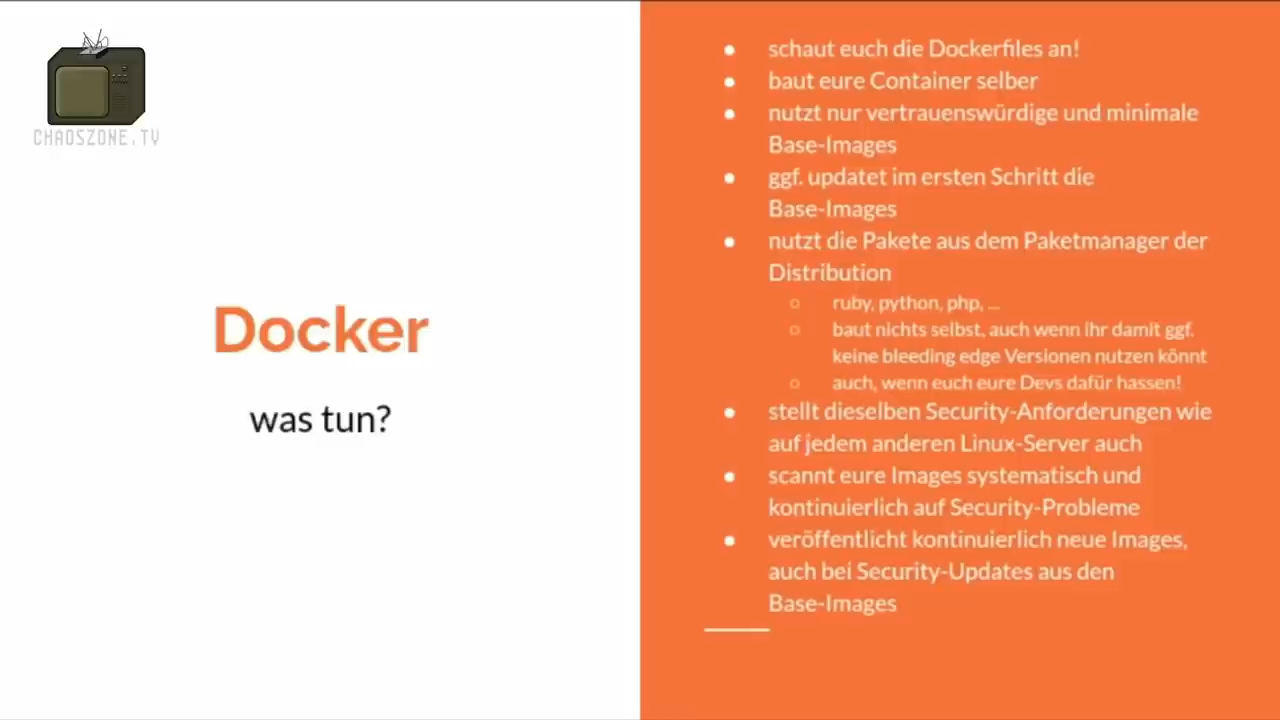 CHAOSZONE.TV
Docker
was tun?
● schaut euch die Dockerfiles an!
● baut eure Container selber
● nutzt nur vertrauenswürdige und minimale
Base-Images
● ggf. updatet im ersten Schritt die
Base-Images
● nutzt die Pakete aus dem Paketmanager der
Distribution
○ ruby, python, php, ...
○ baut nichts selbst, auch wenn ihr damit ggf.
keine bleeding edge Versionen nutzen könnt
○ auch, wenn euch eure Devs dafür hassen!
● stellt dieselben Security-Anforderungen wie
auf jedem anderen Linux-Server auch
● scannt eure Images systematisch und
kontinuierlich auf Security-Probleme
● veröffentlicht kontinuierlich neue Images,
auch bei Security-Updates aus den
Base-Images